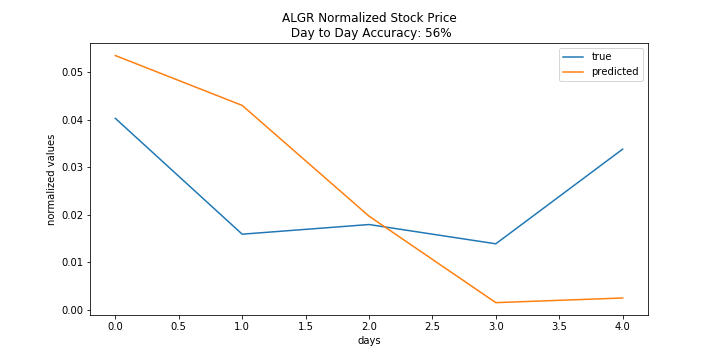 ALGR Normalized Stock Price
Day to Day Accuracy: 56%
true
predicted
normalized values
0.05
0.04
0.03
0.02
0.01
0.00
0.0 0.5 1.0 1.5 2.0 2.5 3.0 3.5 4.0
days